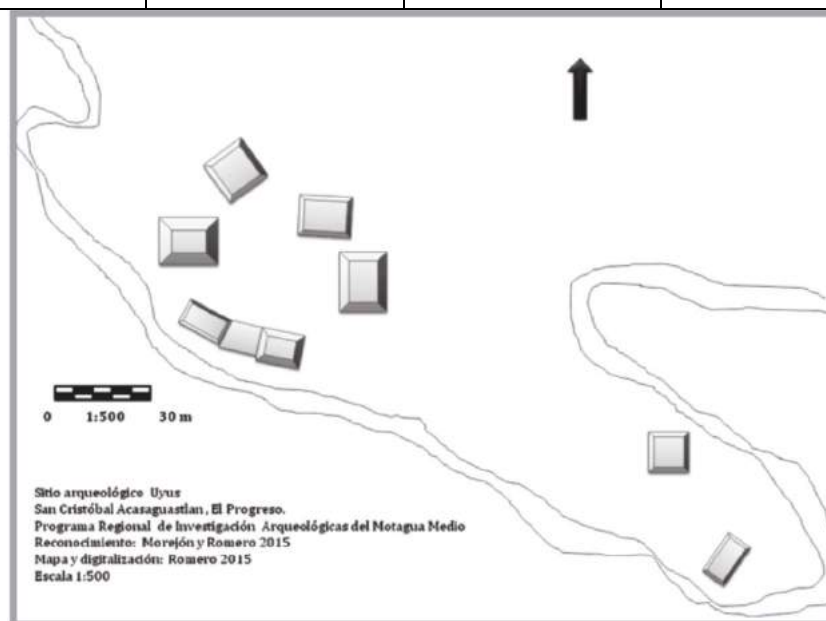 0 1:500 30 m
Sitio arqueológico Uyus
San Cristóbal Acasaguastlan, El Progreso.
Programa Regional de Investigación Arqueológicas del Motagua Medio
Reconocimiento: Morejón y Romero 2015
Mapa y digitalización: Romero 2015
Escala 1:500